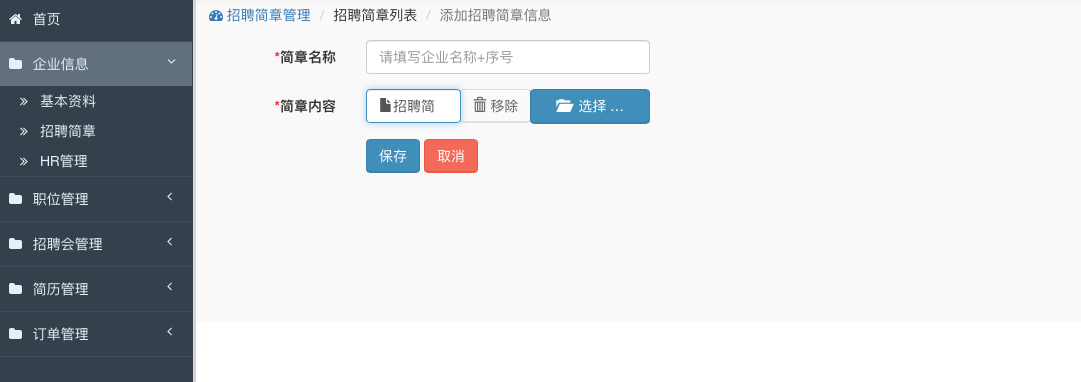 首页
企业信息
基本资料
招聘简章
HR管理
职位管理
招聘会管理
简历管理
订单管理
招聘简章管理 / 招聘简章列表 / 添加招聘简章信息
*简章名称 请填写企业名称+序号
*简章内容 招聘简 移除 选择 ...
保存 取消